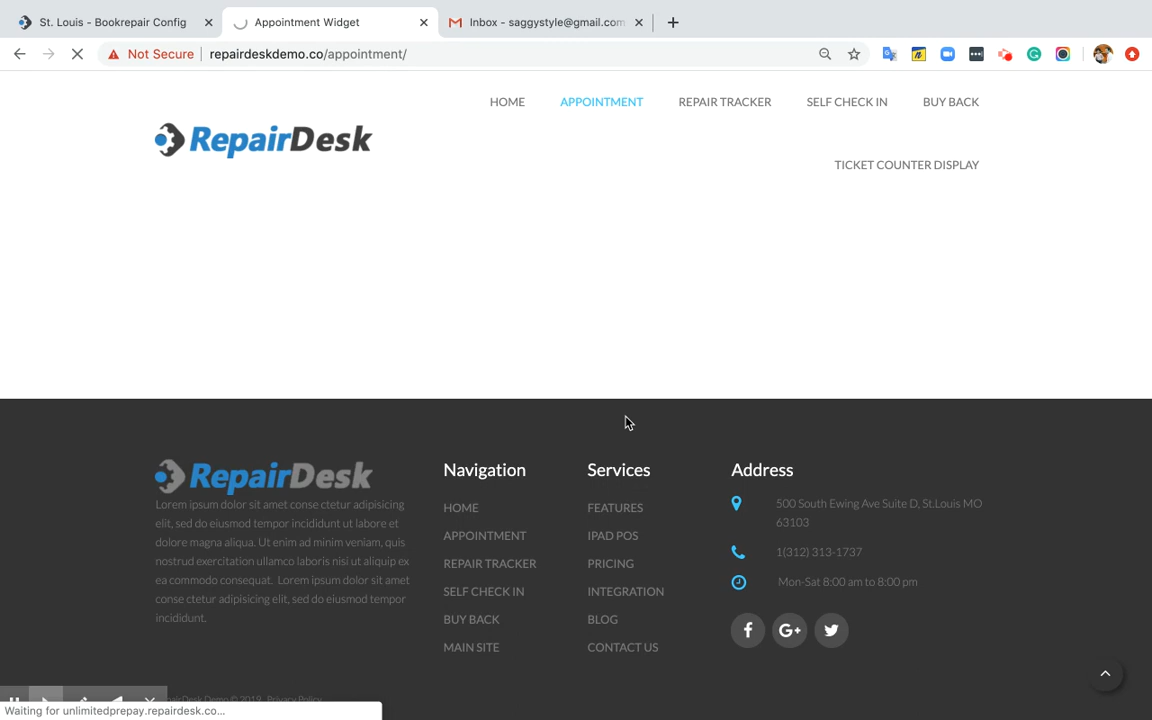 St. Louis - Bookrepair Config
Appointment Widget
Inbox - saggystyle@gmail.com
Not Secure
repairdeskdemo.co/appointment/
HOME
APPOINTMENT
REPAIR TRACKER
SELF CHECK IN
BUY BACK
RepairDesk
TICKET COUNTER DISPLAY
RepairDesk
Lorem ipsum dolor sit amet conse ctetur adipisicing
elit, sed do eiusmod tempor incididunt ut labore et
dolore magna aliqua. Ut enim ad minim veniam, quis
nostrud exercitation ullamco laboris nisi ut aliquip ex
ea commodo consequat. Lorem ipsum dolor sit amet
conse ctetur adipisicing elit, sed do eiusmod tempor
incididunt.
Navigation
HOME
APPOINTMENT
REPAIR TRACKER
SELF CHECK IN
BUY BACK
MAIN SITE
Services
FEATURES
IPAD POS
PRICING
INTEGRATION
BLOG
CONTACT US
Address
500 South Ewing Ave Suite D, St.Louis MO
63103
1(312) 313-1737
Mon-Sat 8:00 am to 8:00 pm
f
G+
Demo © 2019 Privacy Policy
Waiting for unlimitedprepay.repairdesk.co...